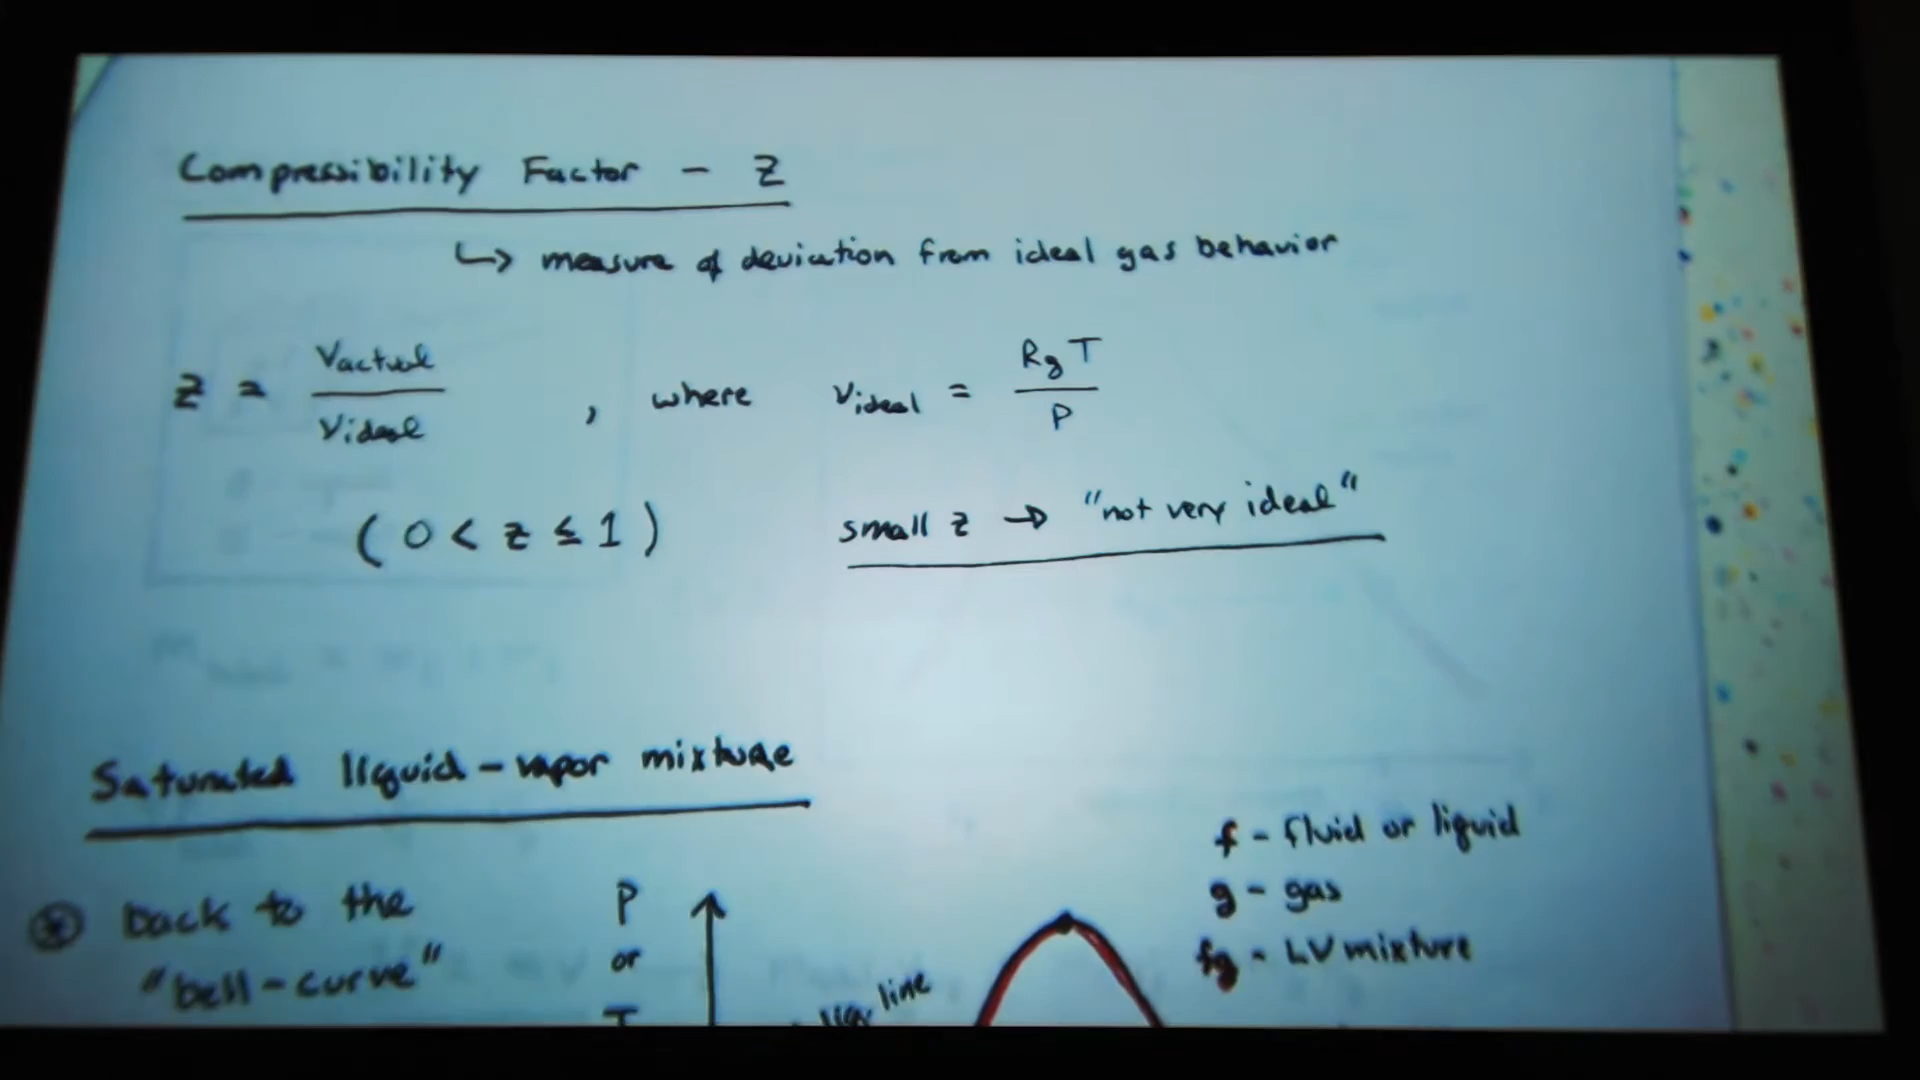 Compressibility Factor - Z
↳ measure of deviation from ideal gas behavior
Z = Vactual / Videal , where Videal = RgT / P
( 0 < Z ≤ 1 ) small Z → "not very ideal"
Saturated liquid-vapor mixture
f - fluid or liquid
g - gas
fg - LV mixture
⊛ back to the
"bell-curve"
P
or
T
liq line